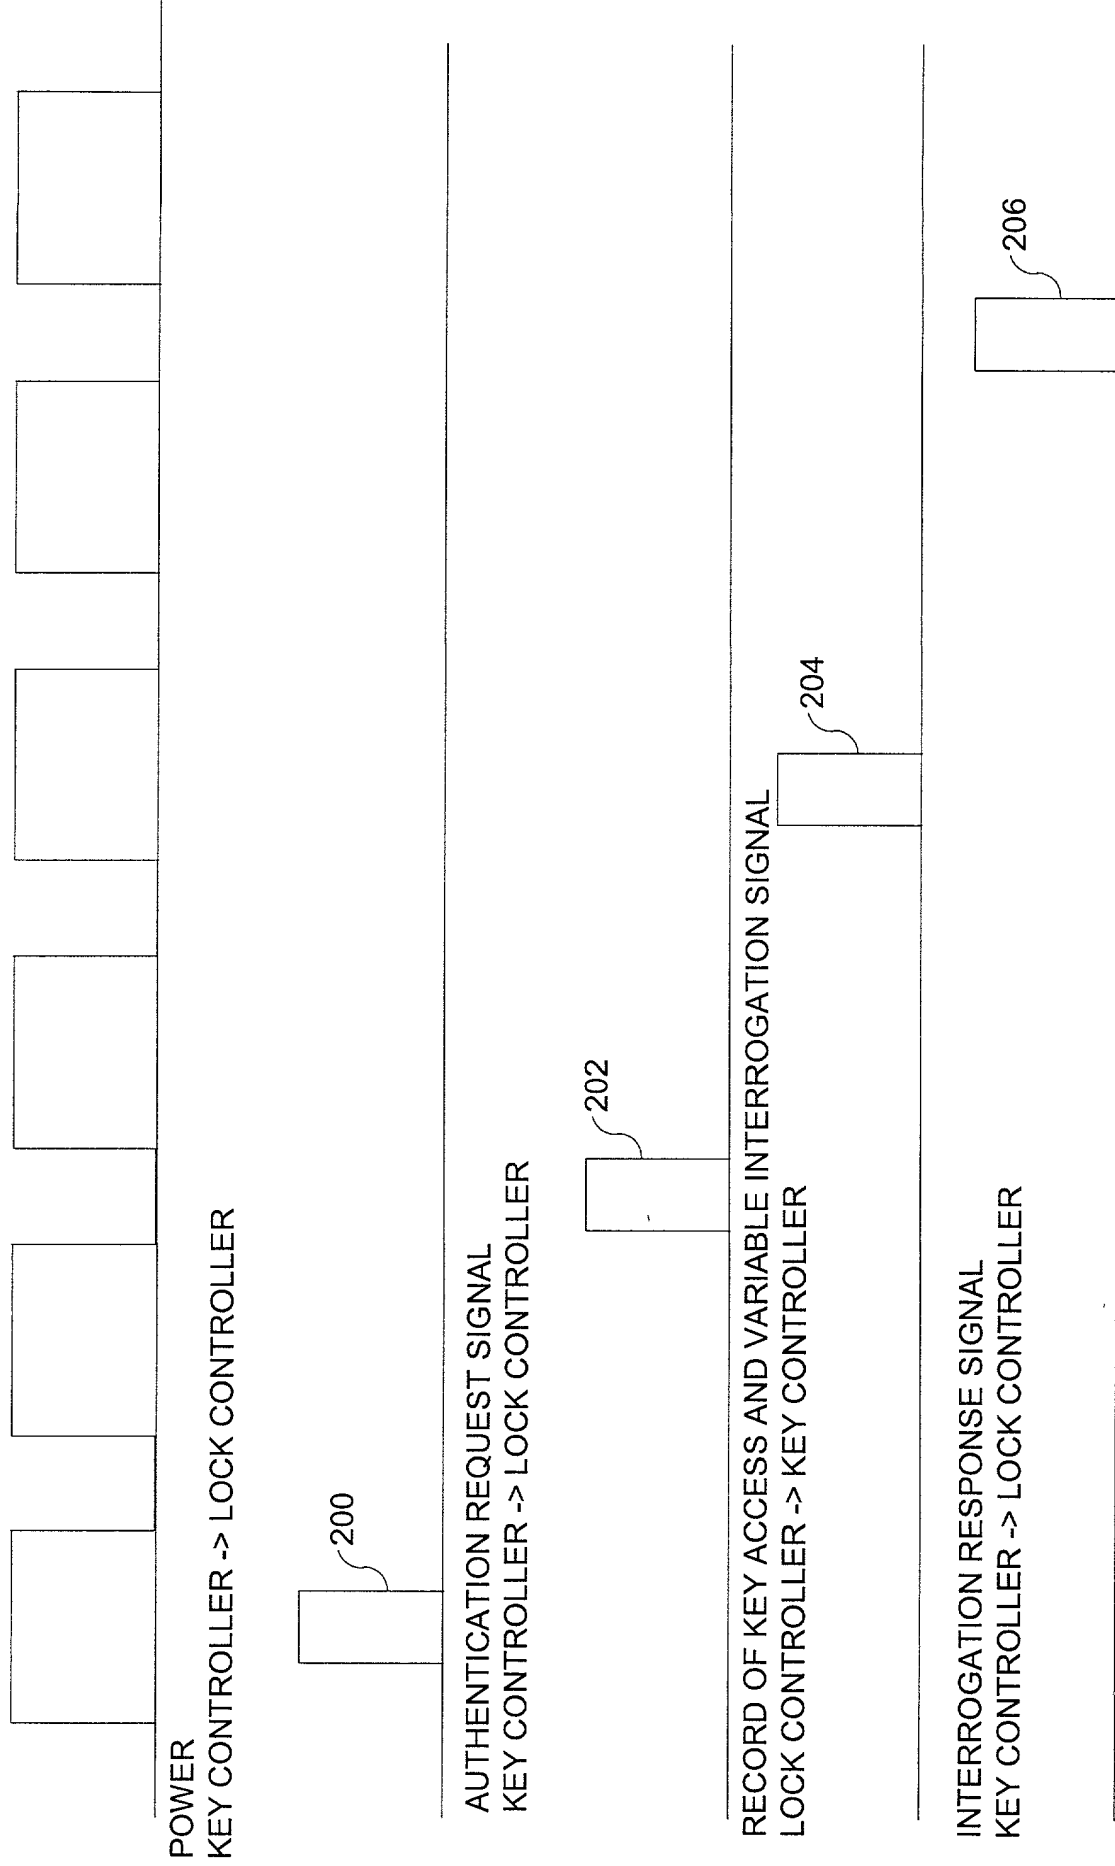 POWER
KEY CONTROLLER -> LOCK CONTROLLER
200
AUTHENTICATION REQUEST SIGNAL
KEY CONTROLLER -> LOCK CONTROLLER
202
RECORD OF KEY ACCESS AND VARIABLE INTERROGATION SIGNAL
LOCK CONTROLLER -> KEY CONTROLLER
204
INTERROGATION RESPONSE SIGNAL
KEY CONTROLLER -> LOCK CONTROLLER
206